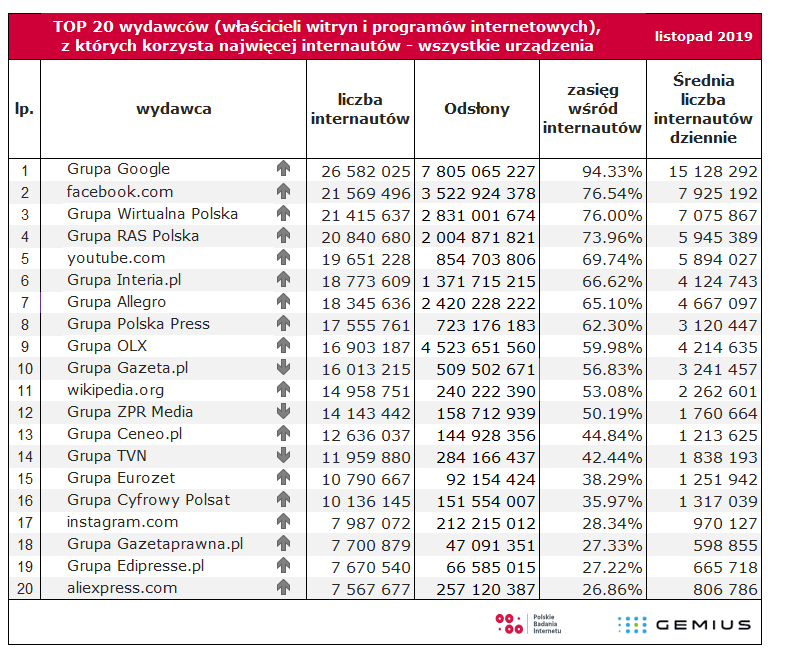 TOP 20 wydawców (właścicieli witryn i programów internetowych),
z których korzysta najwięcej internautów - wszystkie urządzenia
listopad 2019
lp. wydawca liczba internautów Odsłony zasięg wśród internautów Średnia liczba internautów dziennie
1 Grupa Google 26 582 025 7 805 065 227 94.33% 15 128 292
2 facebook.com 21 569 496 3 522 924 378 76.54% 7 925 192
3 Grupa Wirtualna Polska 21 415 637 2 831 001 674 76.00% 7 075 867
4 Grupa RAS Polska 20 840 680 2 004 871 821 73.96% 5 945 389
5 youtube.com 19 651 228 854 703 806 69.74% 5 894 027
6 Grupa Interia.pl 18 773 609 1 371 715 215 66.62% 4 124 743
7 Grupa Allegro 18 345 636 2 420 228 222 65.10% 4 667 097
8 Grupa Polska Press 17 555 761 723 176 183 62.30% 3 120 447
9 Grupa OLX 16 903 187 4 523 651 560 59.98% 4 214 635
10 Grupa Gazeta.pl 16 013 215 509 502 671 56.83% 3 241 457
11 wikipedia.org 14 958 751 240 222 390 53.08% 2 262 601
12 Grupa ZPR Media 14 143 442 158 712 939 50.19% 1 760 664
13 Grupa Ceneo.pl 12 636 037 144 928 356 44.84% 1 213 625
14 Grupa TVN 11 959 880 284 166 437 42.44% 1 838 193
15 Grupa Eurozet 10 790 667 92 154 424 38.29% 1 251 942
16 Grupa Cyfrowy Polsat 10 136 145 151 554 007 35.97% 1 317 039
17 instagram.com 7 987 072 212 215 012 28.34% 970 127
18 Grupa Gazetaprawna.pl 7 700 879 47 091 351 27.33% 598 855
19 Grupa Edipresse.pl 7 670 540 66 585 015 27.22% 665 718
20 aliexpress.com 7 567 677 257 120 387 26.86% 806 786
Polskie
Badania
Internetu
GEMIUS